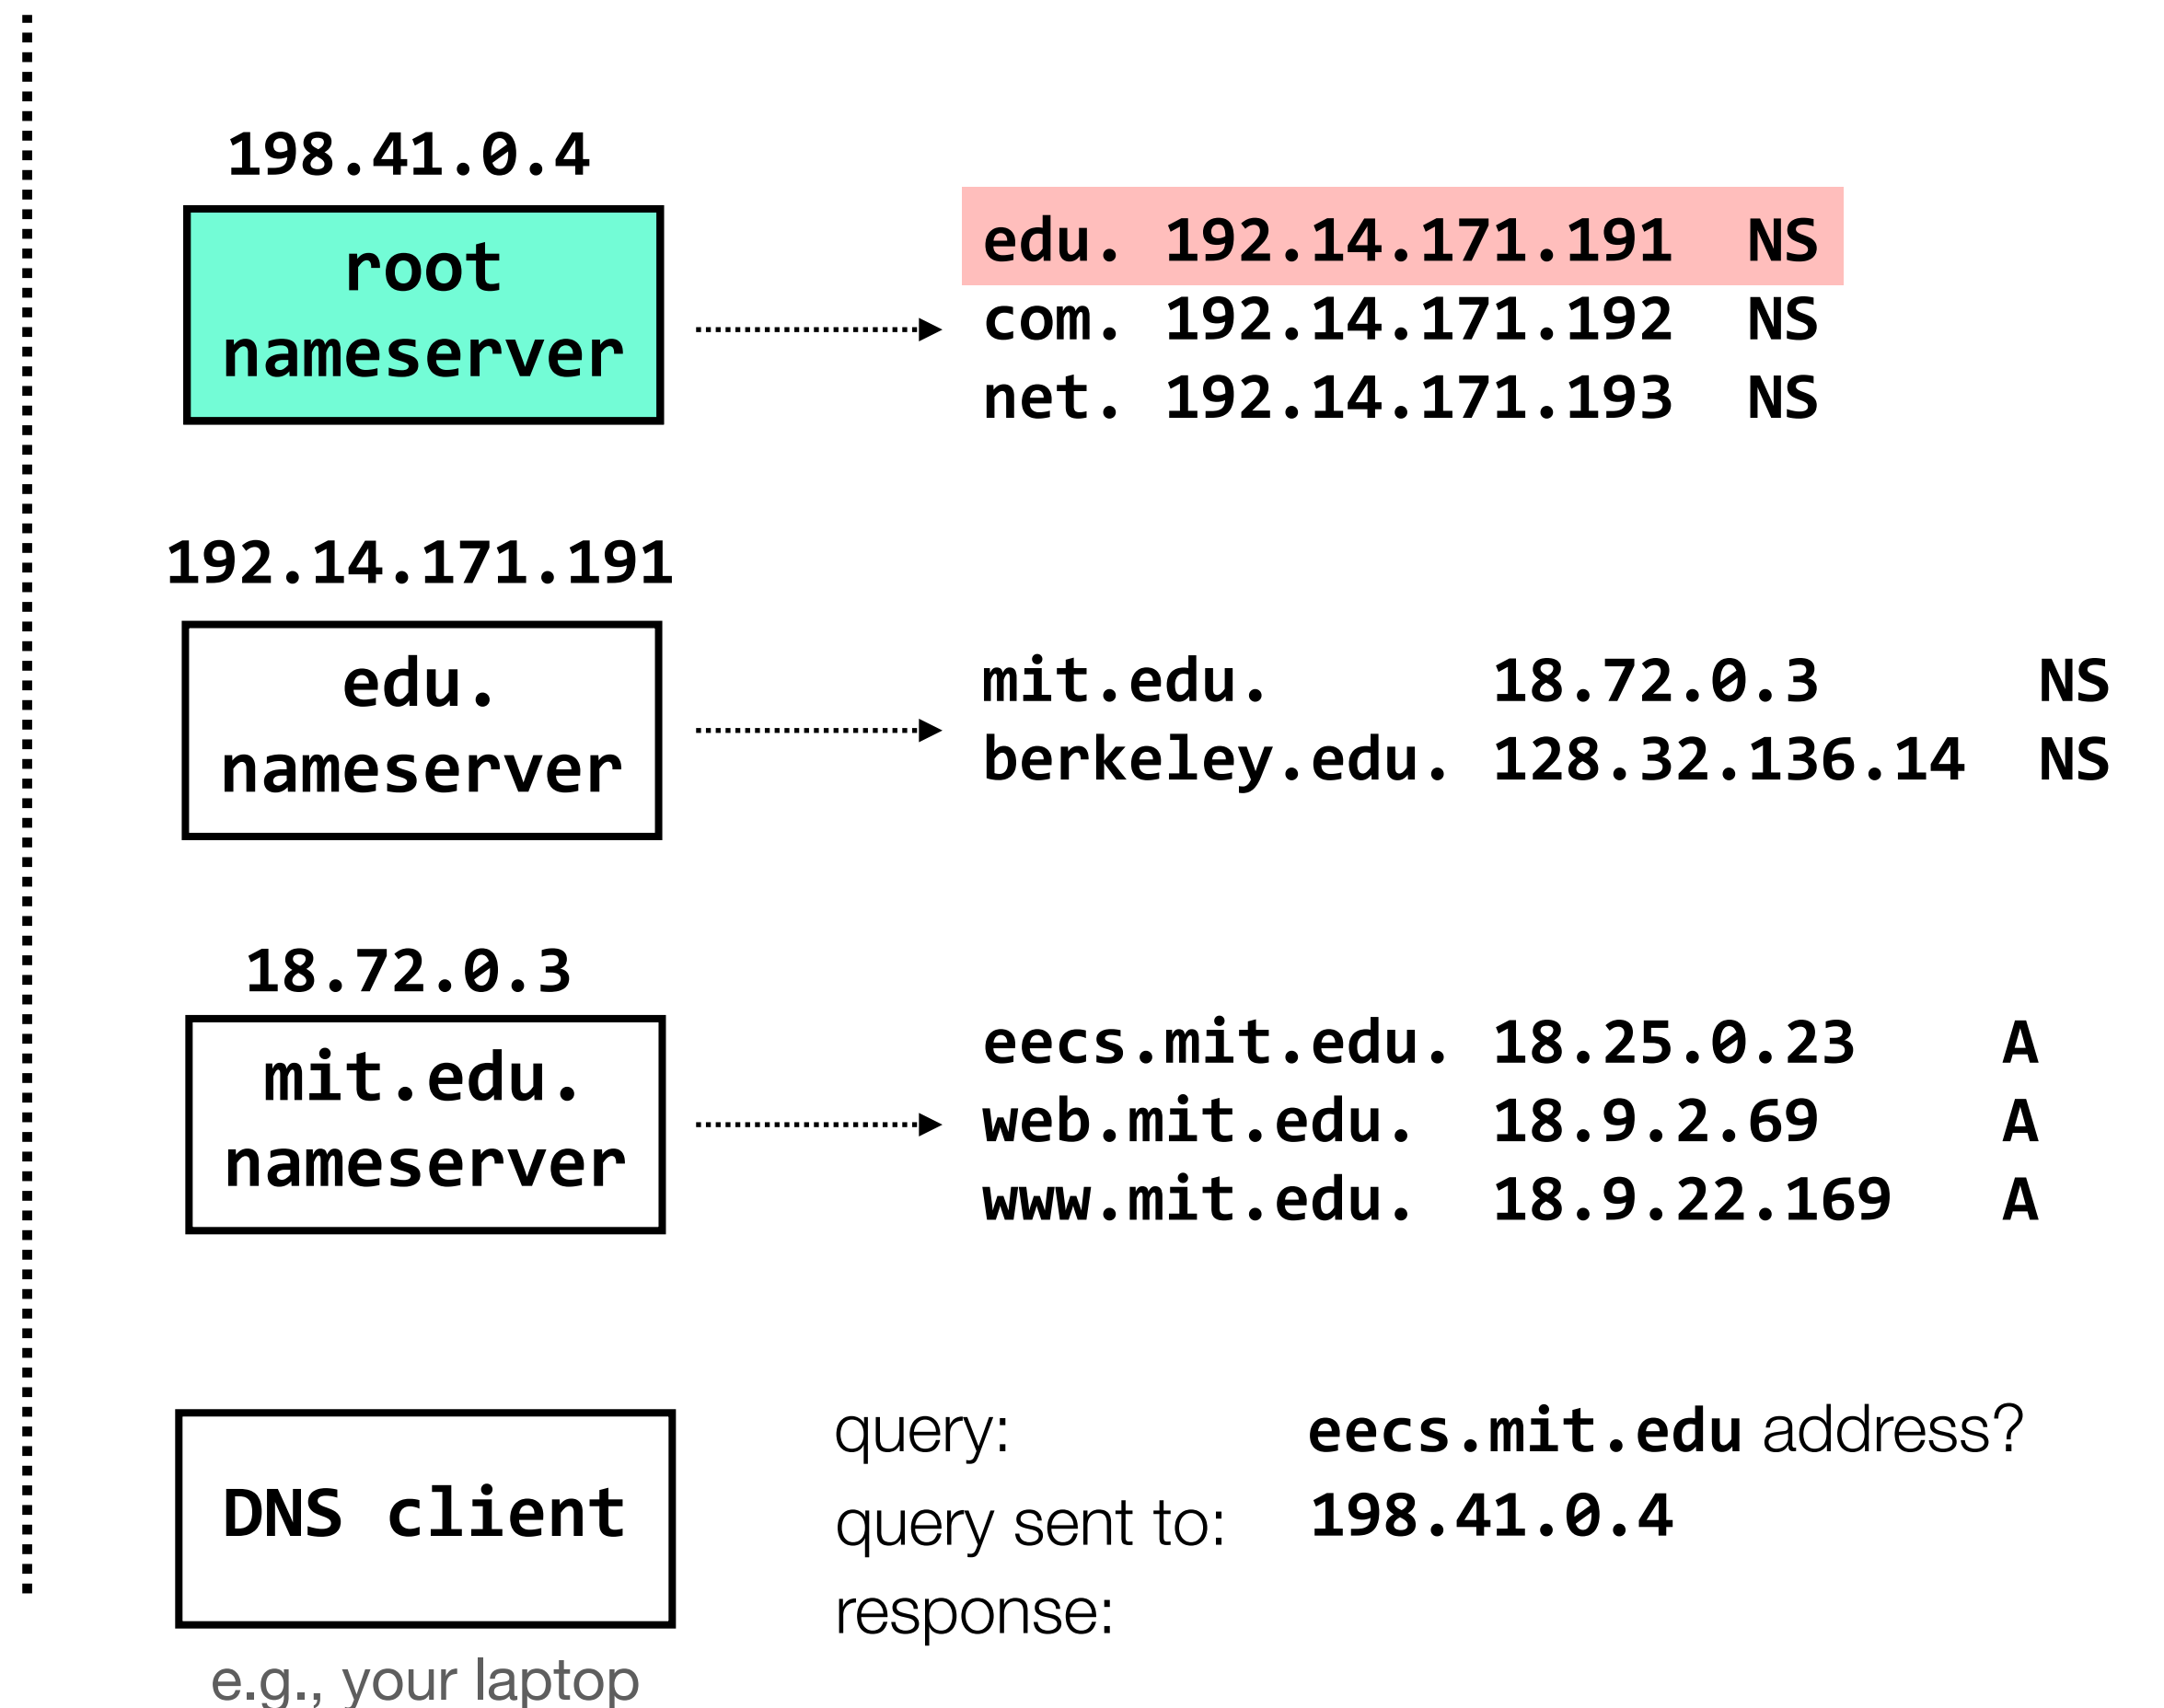 198.41.0.4
root
nameserver
edu. 192.14.171.191 NS
com. 192.14.171.192 NS
net. 192.14.171.193 NS
192.14.171.191
edu.
nameserver
mit.edu. 18.72.0.3 NS
berkeley.edu. 128.32.136.14 NS
18.72.0.3
mit.edu.
nameserver
eecs.mit.edu. 18.25.0.23 A
web.mit.edu. 18.9.2.69 A
www.mit.edu. 18.9.22.169 A
DNS client
e.g., your laptop
query: eecs.mit.edu address?
query sent to: 198.41.0.4
response: